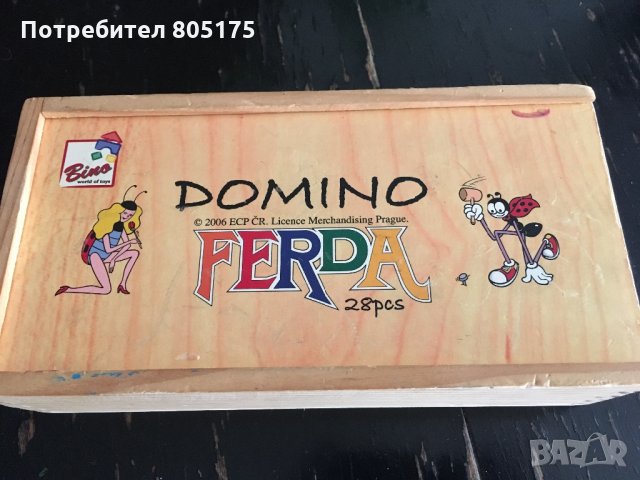 Потребител 805175
Bino
world of toys
DOMINO
© 2006 ECP ČR. Licence Merchandising Prague.
FERDA
28pcs
BAZAR